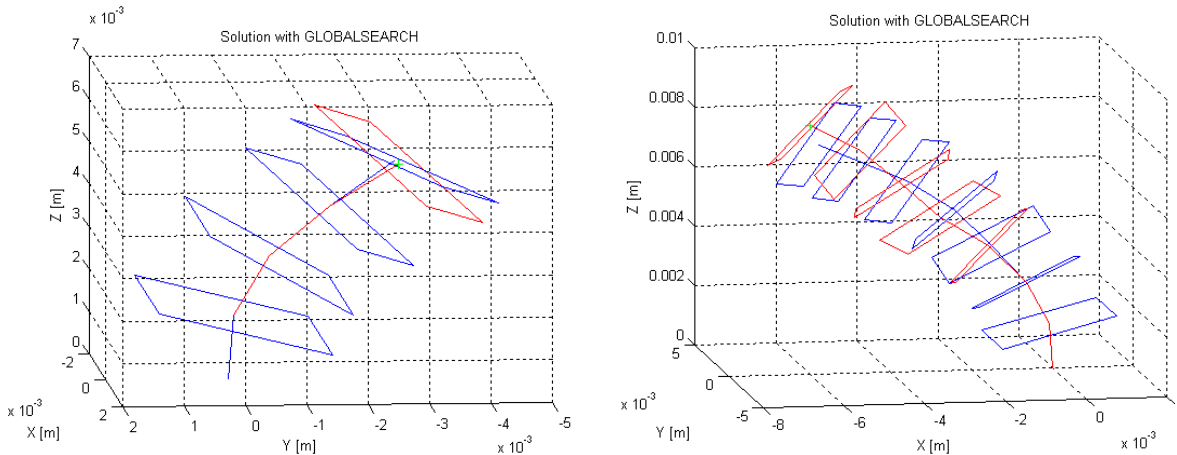 x 10⁻³
Solution with GLOBALSEARCH
7
6
5
4
3
2
1
0
Z [m]
-2
0
2
x 10⁻³
X [m]
2
1
0
-1
-2
-3
-4
-5
Y [m]
x 10⁻³
Solution with GLOBALSEARCH
0.01
0.008
0.006
0.004
0.002
0
Z [m]
5
0
-5
x 10⁻³
Y [m]
-8
-6
-4
-2
0
X [m]
x 10⁻³